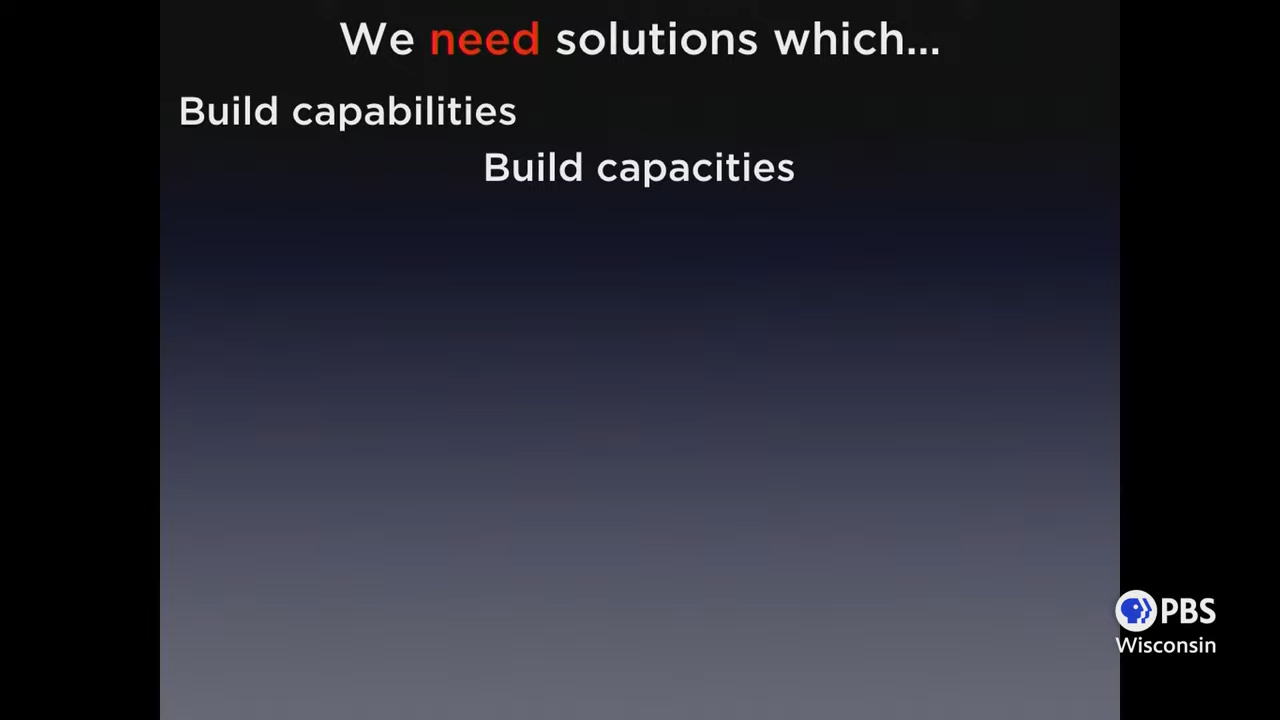 We need solutions which...
Build capabilities
Build capacities
PBS
Wisconsin